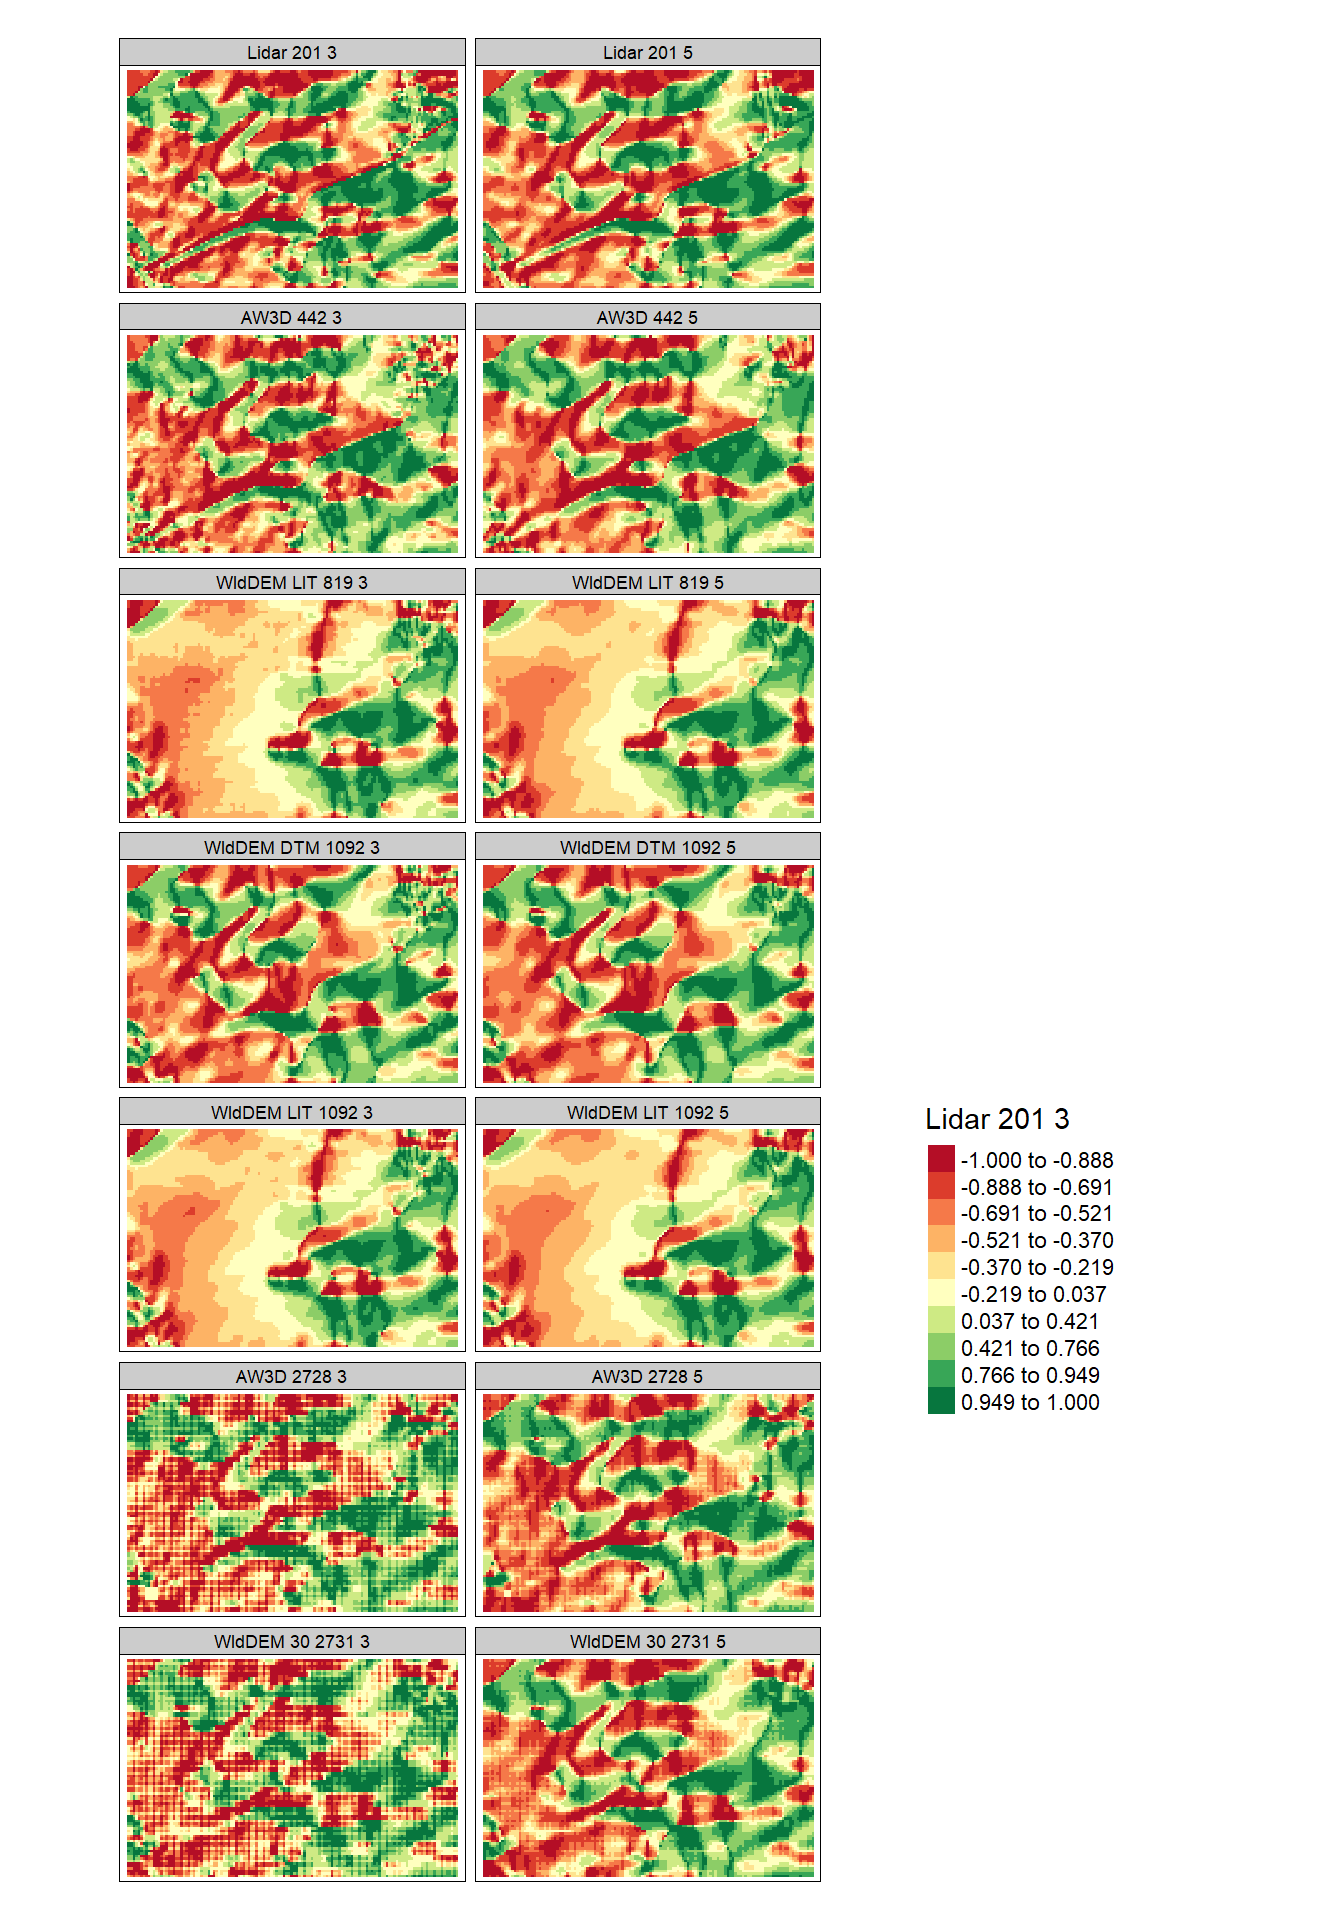 Lidar 201 3
Lidar 201 5
AW3D 442 3
AW3D 442 5
WldDEM LIT 819 3
WldDEM LIT 819 5
WldDEM DTM 1092 3
WldDEM DTM 1092 5
WldDEM LIT 1092 3
WldDEM LIT 1092 5
Lidar 201 3
-1.000 to -0.888
-0.888 to -0.691
-0.691 to -0.521
-0.521 to -0.370
-0.370 to -0.219
-0.219 to 0.037
0.037 to 0.421
0.421 to 0.766
0.766 to 0.949
0.949 to 1.000
AW3D 2728 3
AW3D 2728 5
WldDEM 30 2731 3
WldDEM 30 2731 5